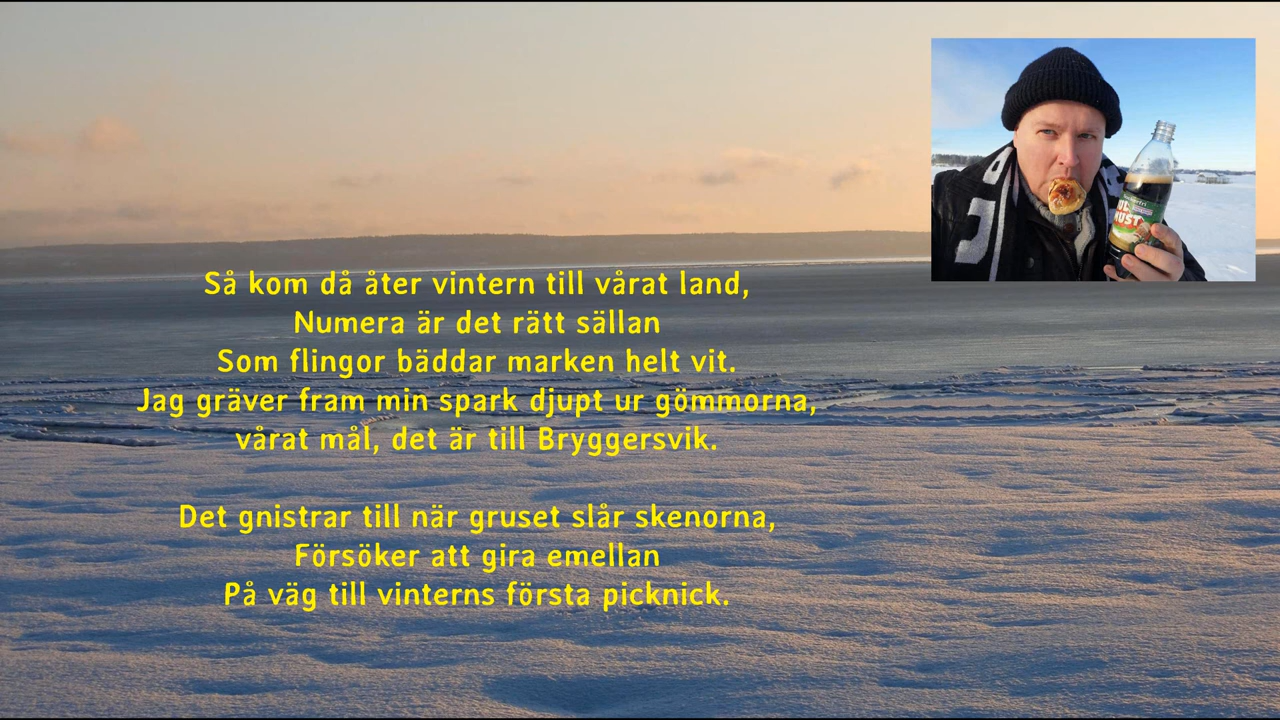 Så kom då åter vintern till vårat land,
Numera är det rätt sällan
Som flingor bäddar marken helt vit.
Jag gräver fram min spark djupt ur gömmorna,
vårat mål, det är till Bryggersvik.
Det gnistrar till när gruset slår skenorna,
Försöker att gira emellan
På väg till vinterns första picknick.
MUST